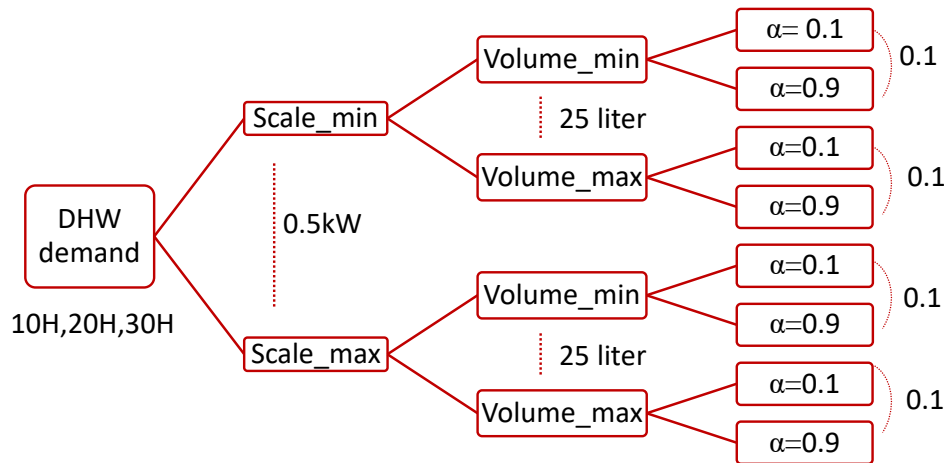 DHW
demand
10H,20H,30H
Scale_min
0.5kW
Scale_max
Volume_min
25 liter
Volume_max
Volume_min
25 liter
Volume_max
α= 0.1
α=0.9
0.1
α=0.1
α=0.9
0.1
α=0.1
α=0.9
0.1
α=0.1
α=0.9
0.1